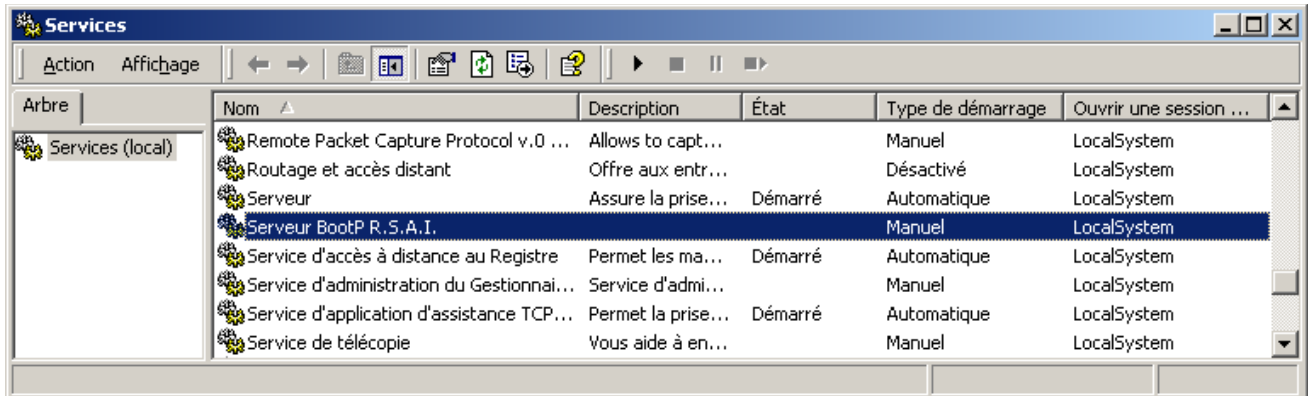 Services
Action Affichage
Arbre
Services (local)
Nom Description État Type de démarrage Ouvrir une session ...
Remote Packet Capture Protocol v.0 ... Allows to capt... Manuel LocalSystem
Routage et accès distant Offre aux entr... Désactivé LocalSystem
Serveur Assure la prise... Démarré Automatique LocalSystem
Serveur BootP R.S.A.I. Manuel LocalSystem
Service d'accès à distance au Registre Permet les ma... Démarré Automatique LocalSystem
Service d'administration du Gestionnai... Service d'admi... Manuel LocalSystem
Service d'application d'assistance TCP... Permet la prise... Démarré Automatique LocalSystem
Service de télécopie Vous aide à en... Manuel LocalSystem